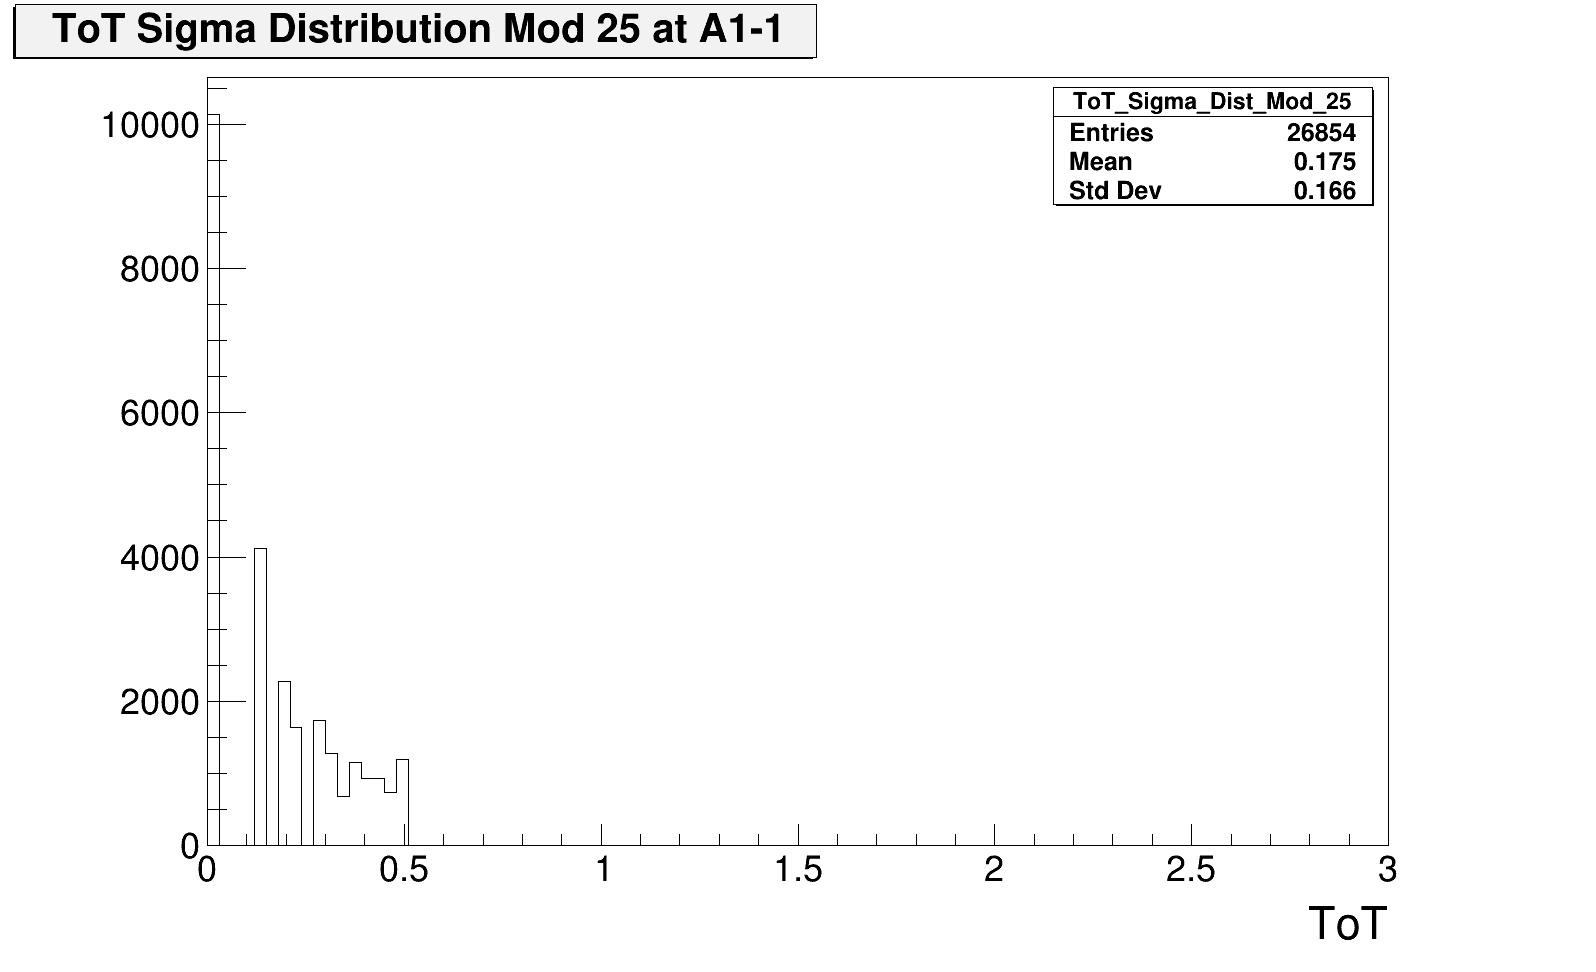 ToT Sigma Distribution Mod 25 at A1-1
ToT_Sigma_Dist_Mod_25
Entries 26854
Mean 0.175
Std Dev 0.166
10000
8000
6000
4000
2000
0
0 0.5 1 1.5 2 2.5 3
ToT